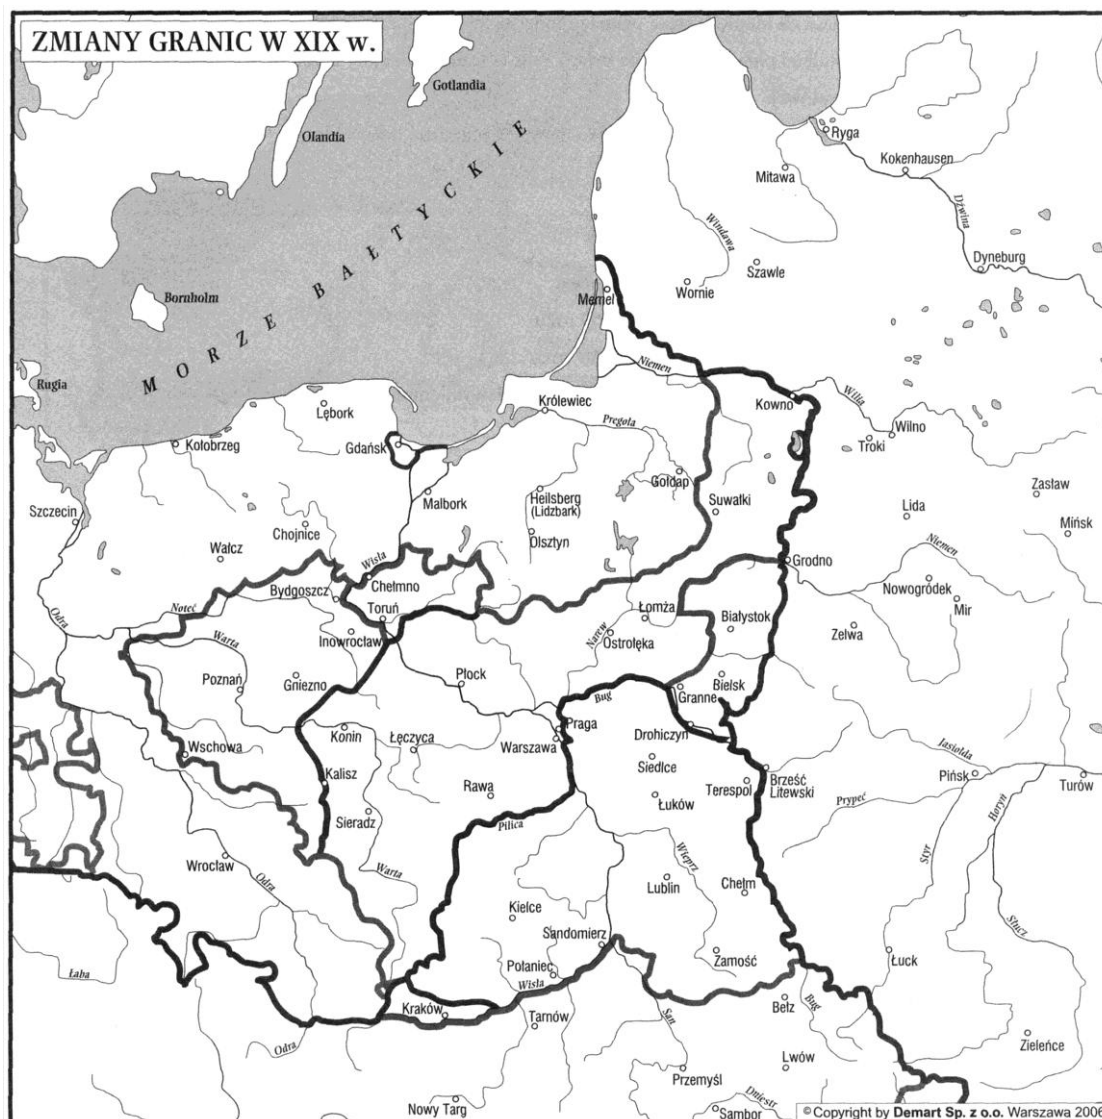 ZMIANY GRANIC W XIX w.
Gotlandia
Olandia
Ryga
Kokenhausen
Mitawa
Dźwina
Windawa
MORZE BAŁTYCKIE
Dyneburg
Szawle
Wornie
Memel
Bornholm
Rugia
Niemen
Kowno
Wilia
Lębork
Królewiec
Pregoła
Wilno
Troki
Kołobrzeg
Gdańsk
Gołdap
Zasław
Malbork
Heilsberg
(Lidzbark)
Suwałki
Szczecin
Lida
Mińsk
Chojnice
Olsztyn
Wałcz
Wisła
Niemen
Grodno
Chełmno
Nowogródek
Bydgoszcz
Mir
Noteć
Odra
Toruń
Łomża
Białystok
Zelwa
Inowrocław
Narew
Ostrołęka
Warta
Poznań
Gniezno
Płock
Bielsk
Granne
Bug
Praga
Drohiczyn
Konin
Łęczyca
Warszawa
Wschowa
Siedlce
Jasiołda
Kalisz
Brześć
Litewski
Pińsk
Turów
Rawa
Łuków
Terespol
Prypeć
Horyń
Sieradz
Pilica
Styr
Wrocław
Warta
Wieprz
Odra
Lublin
Chełm
Kielce
Słucz
Sandomierz
Zamość
Łuck
Łaba
Połaniec
Wisła
Bełz
Bug
Kraków
Tarnów
San
Odra
Zieleńce
Lwów
Przemyśl
Dniestr
Nowy Targ
Sambor
© Copyright by Demart Sp. z o.o. Warszawa 2006